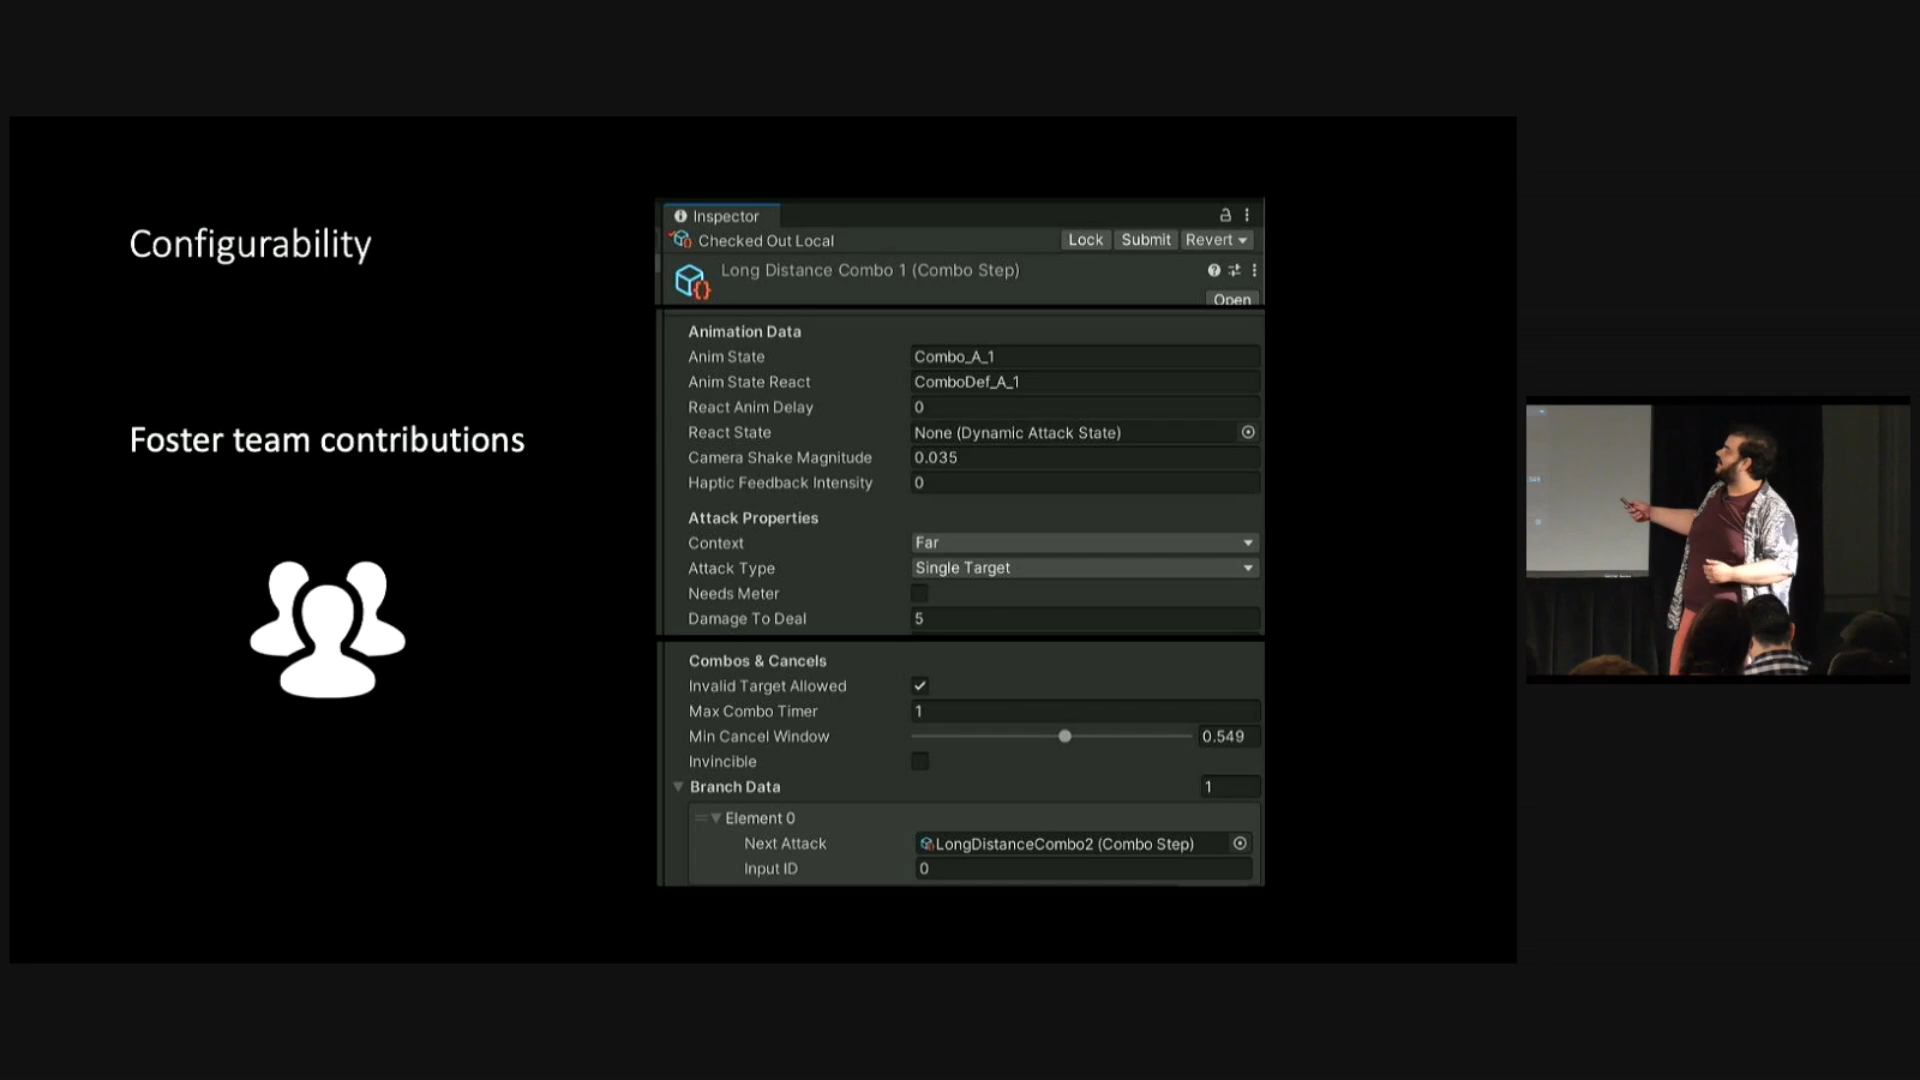 Configurability
Foster team contributions
Inspector
Checked Out Local Lock Submit Revert
Long Distance Combo 1 (Combo Step)
Open
Animation Data
Anim State Combo_A_1
Anim State React ComboDef_A_1
React Anim Delay 0
React State None (Dynamic Attack State)
Camera Shake Magnitude 0.035
Haptic Feedback Intensity 0
Attack Properties
Context Far
Attack Type Single Target
Needs Meter
Damage To Deal 5
Combos & Cancels
Invalid Target Allowed
Max Combo Timer 1
Min Cancel Window 0.549
Invincible
Branch Data 1
Element 0
Next Attack LongDistanceCombo2 (Combo Step)
Input ID 0